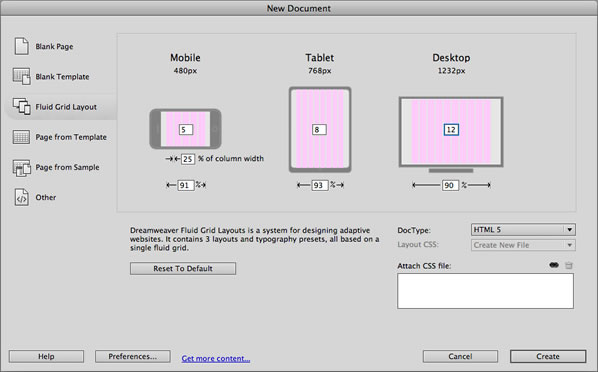 New Document
Blank Page
Blank Template
Fluid Grid Layout
Page from Template
Page from Sample
Other
Mobile
480px
Tablet
768px
Desktop
1232px
5
8
12
25 % of column width
91 %
93 %
90 %
Dreamweaver Fluid Grid Layouts is a system for designing adaptive
websites. It contains 3 layouts and typography presets, all based on a
single fluid grid.
Reset To Default
DocType: HTML 5
Layout CSS: Create New File
Attach CSS file:
Help
Preferences...
Get more content...
Cancel
Create